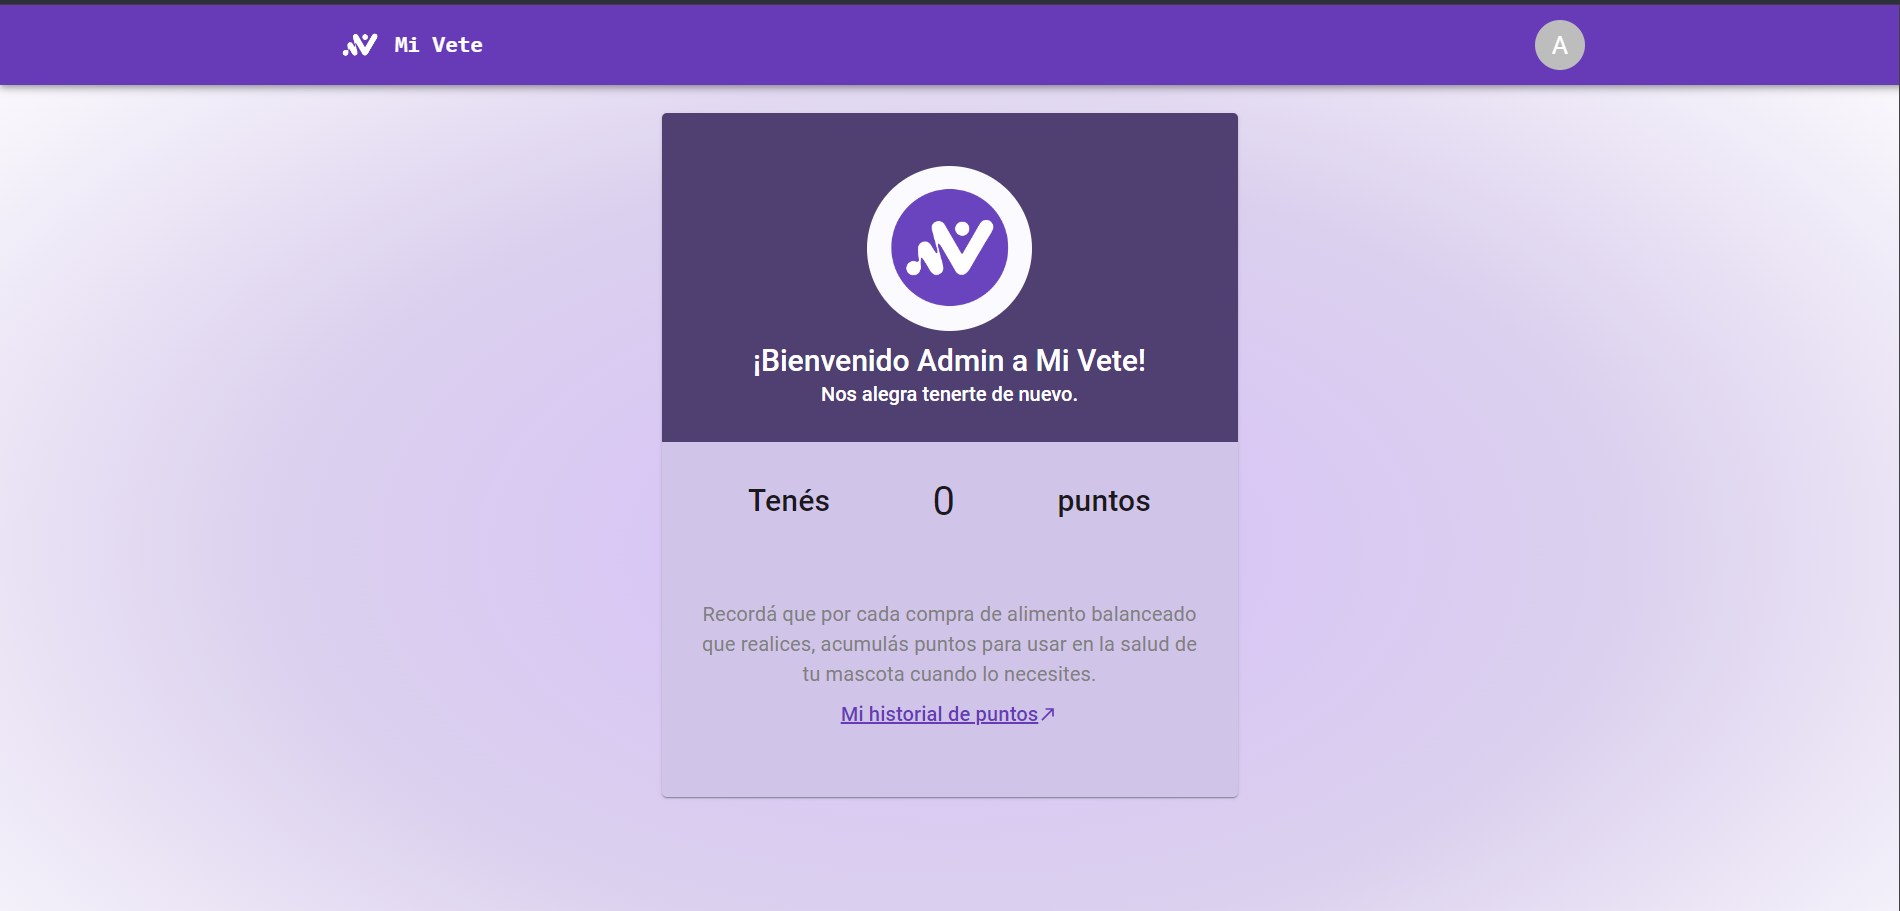 Mi Vete
A
¡Bienvenido Admin a Mi Vete!
Nos alegra tenerte de nuevo.
Tenés 0 puntos
Recordá que por cada compra de alimento balanceado
que realices, acumulás puntos para usar en la salud de
tu mascota cuando lo necesites.
Mi historial de puntos